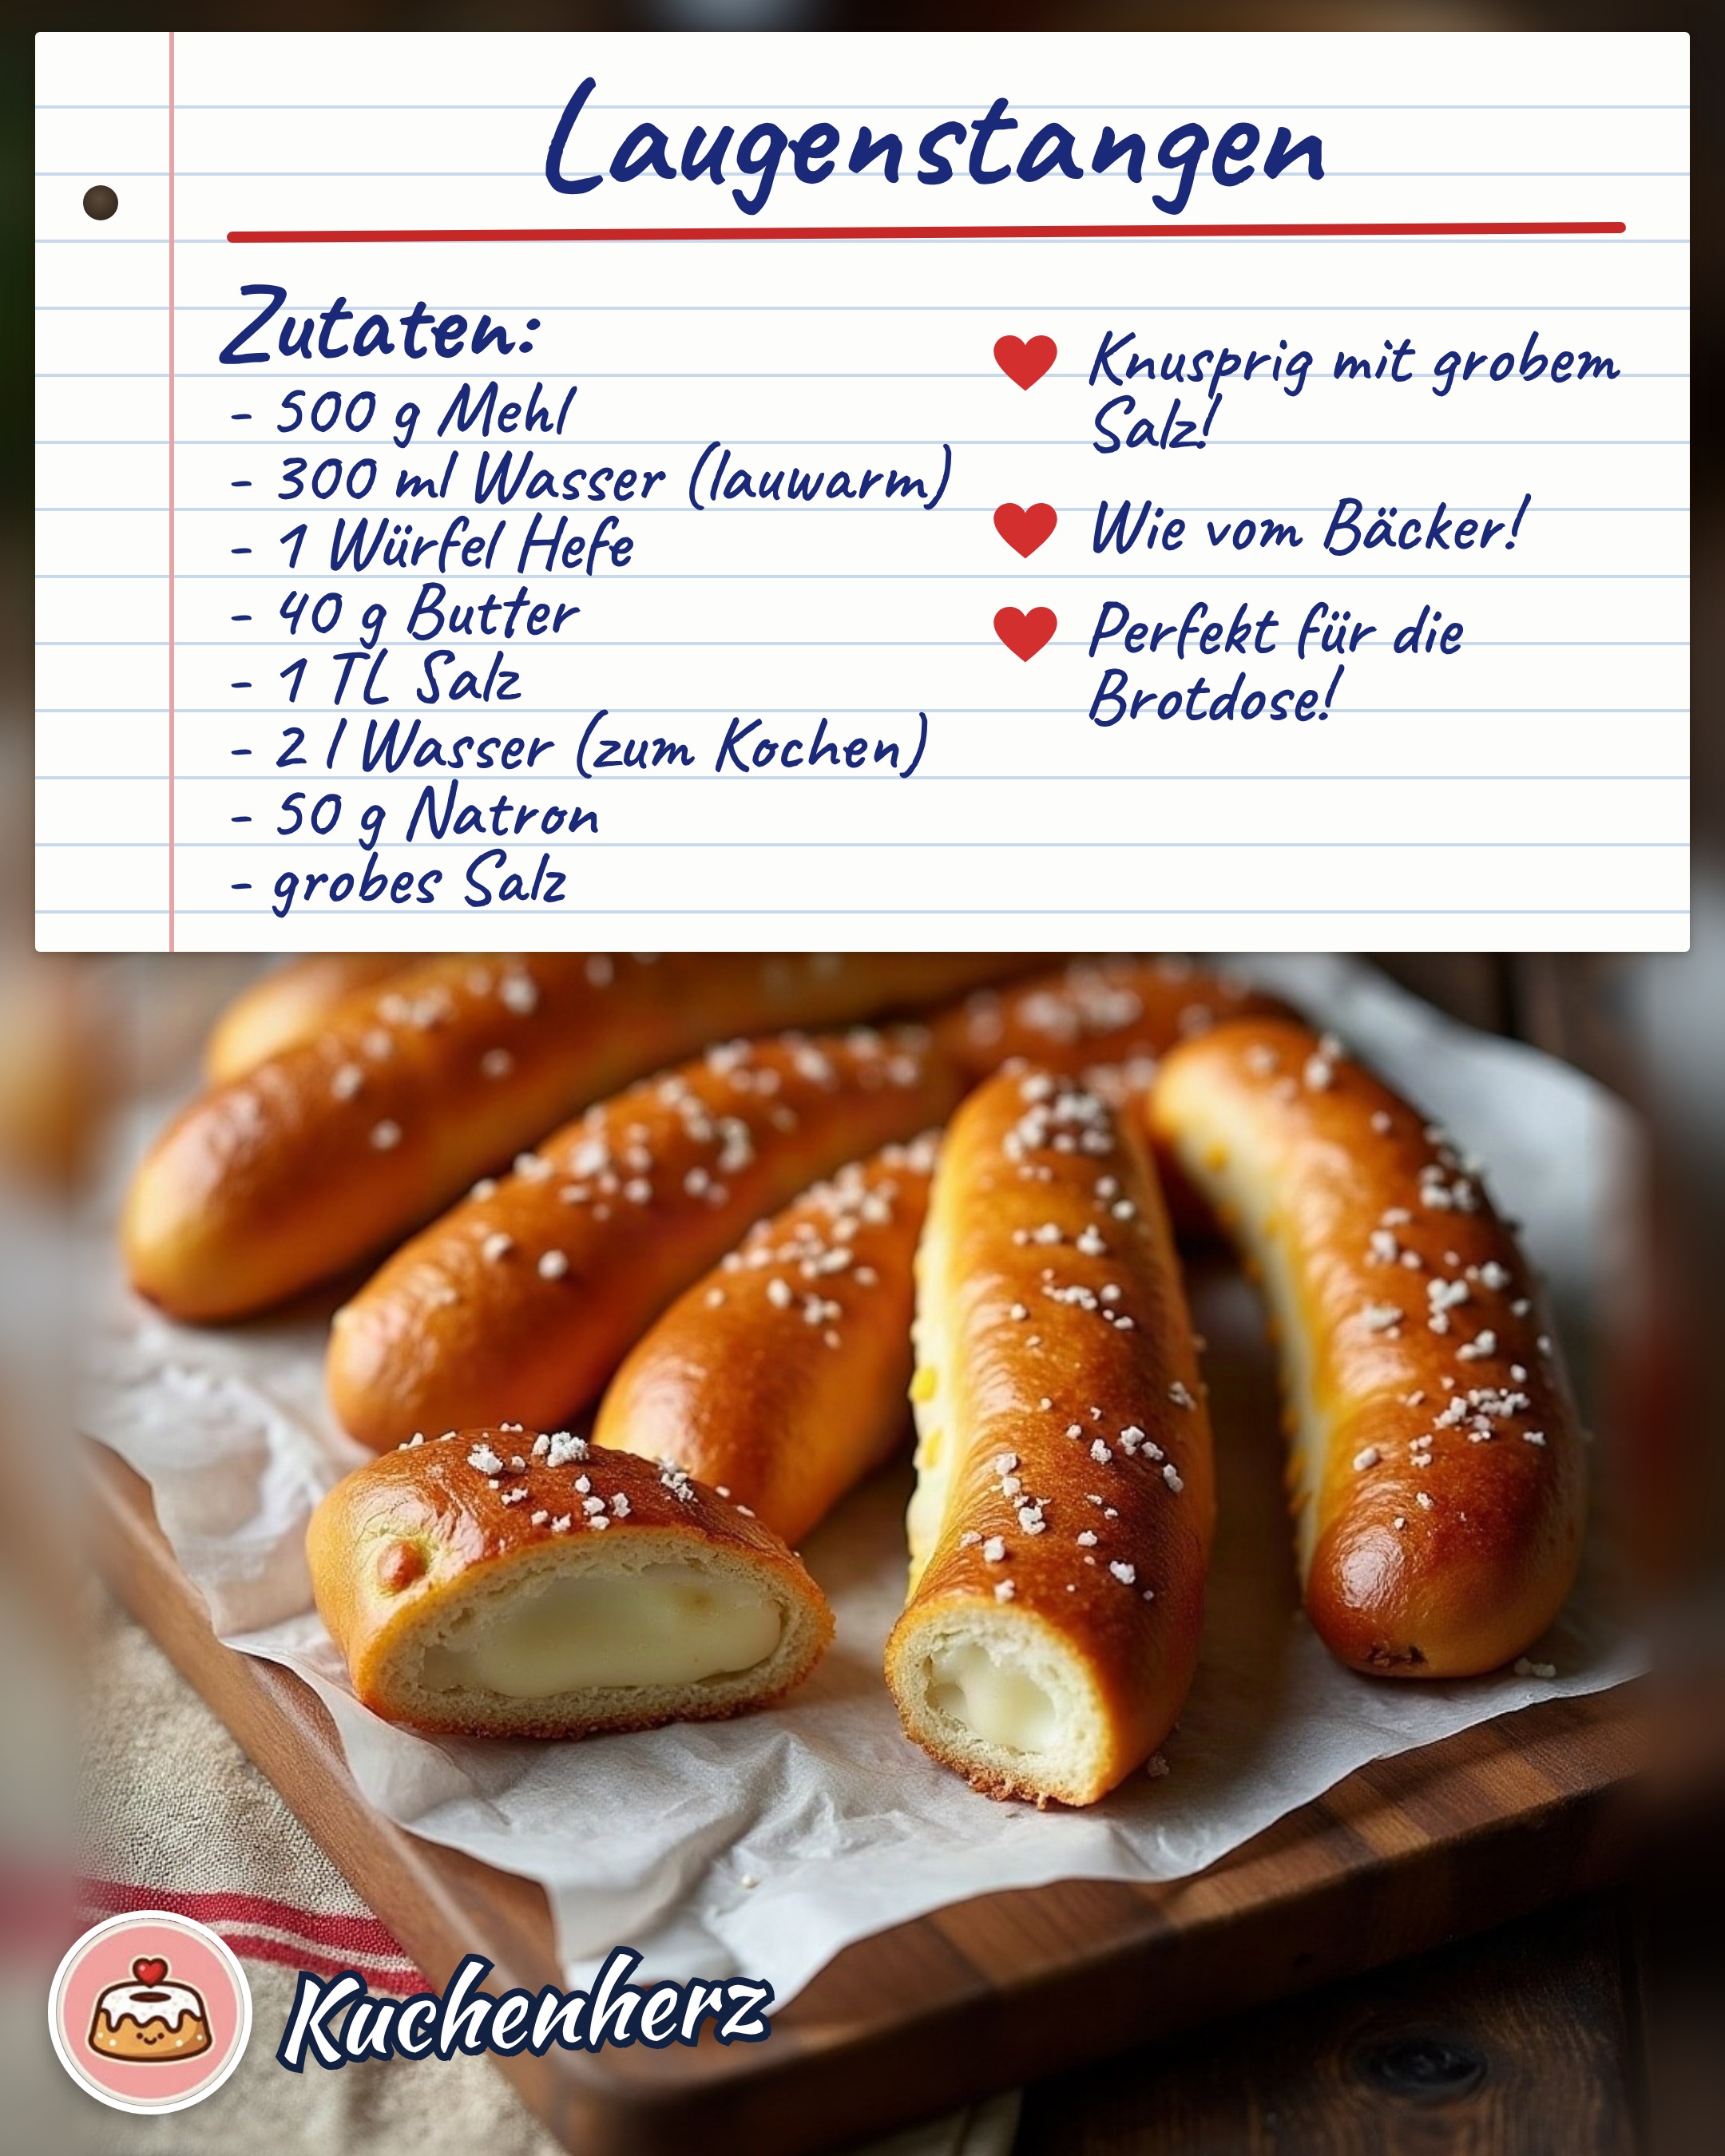 Laugenstangen
Zutaten:
- 500 g Mehl
- 300 ml Wasser (lauwarm)
- 1 Würfel Hefe
- 40 g Butter
- 1 TL Salz
- 2 l Wasser (zum Kochen)
- 50 g Natron
- grobes Salz
Knusprig mit grobem
Salz!
Wie vom Bäcker!
Perfekt für die
Brotdose!
Kuchenherz